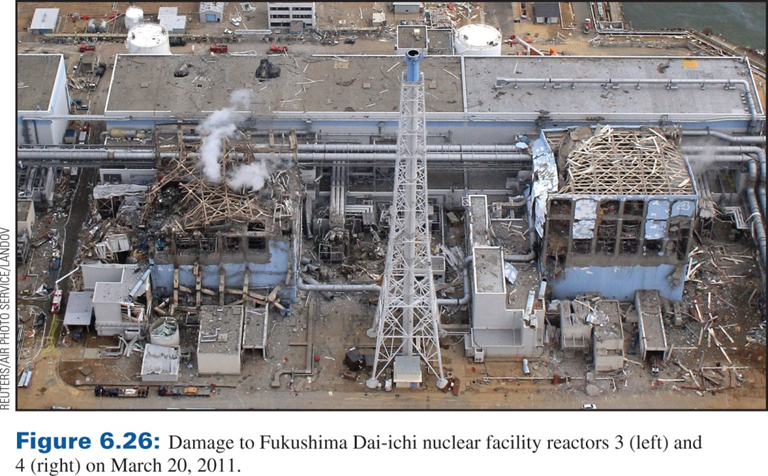 REUTERS/AIR PHOTO SERVICE/LANDOV
Figure 6.26: Damage to Fukushima Dai-ichi nuclear facility reactors 3 (left) and
4 (right) on March 20, 2011.